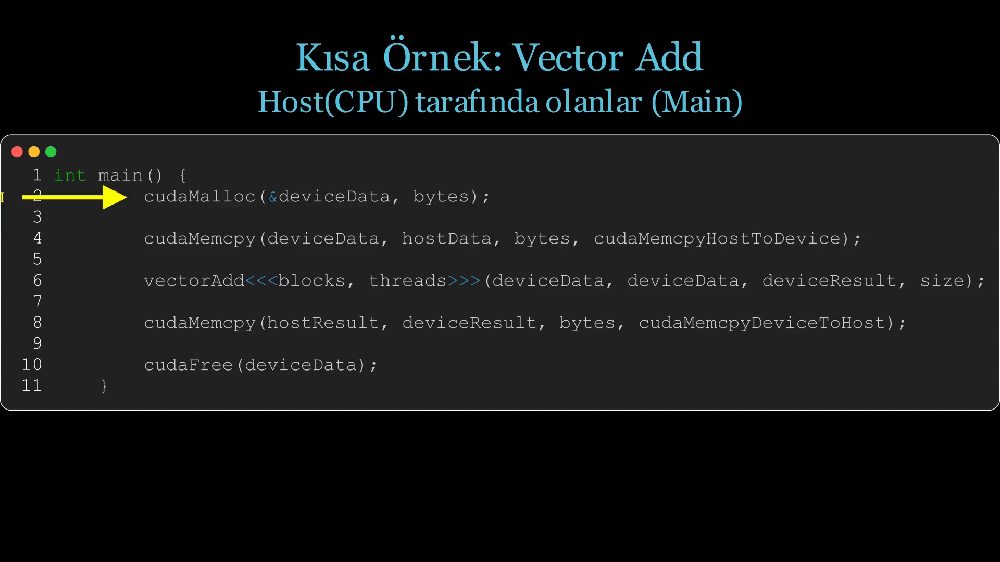 Kısa Örnek: Vector Add
Host(CPU) tarafında olanlar (Main)
1 int main() {
2 cudaMalloc(&deviceData, bytes);
3
4 cudaMemcpy(deviceData, hostData, bytes, cudaMemcpyHostToDevice);
5
6 vectorAdd<<<blocks, threads>>>(deviceData, deviceData, deviceResult, size);
7
8 cudaMemcpy(hostResult, deviceResult, bytes, cudaMemcpyDeviceToHost);
9
10 cudaFree(deviceData);
11 }